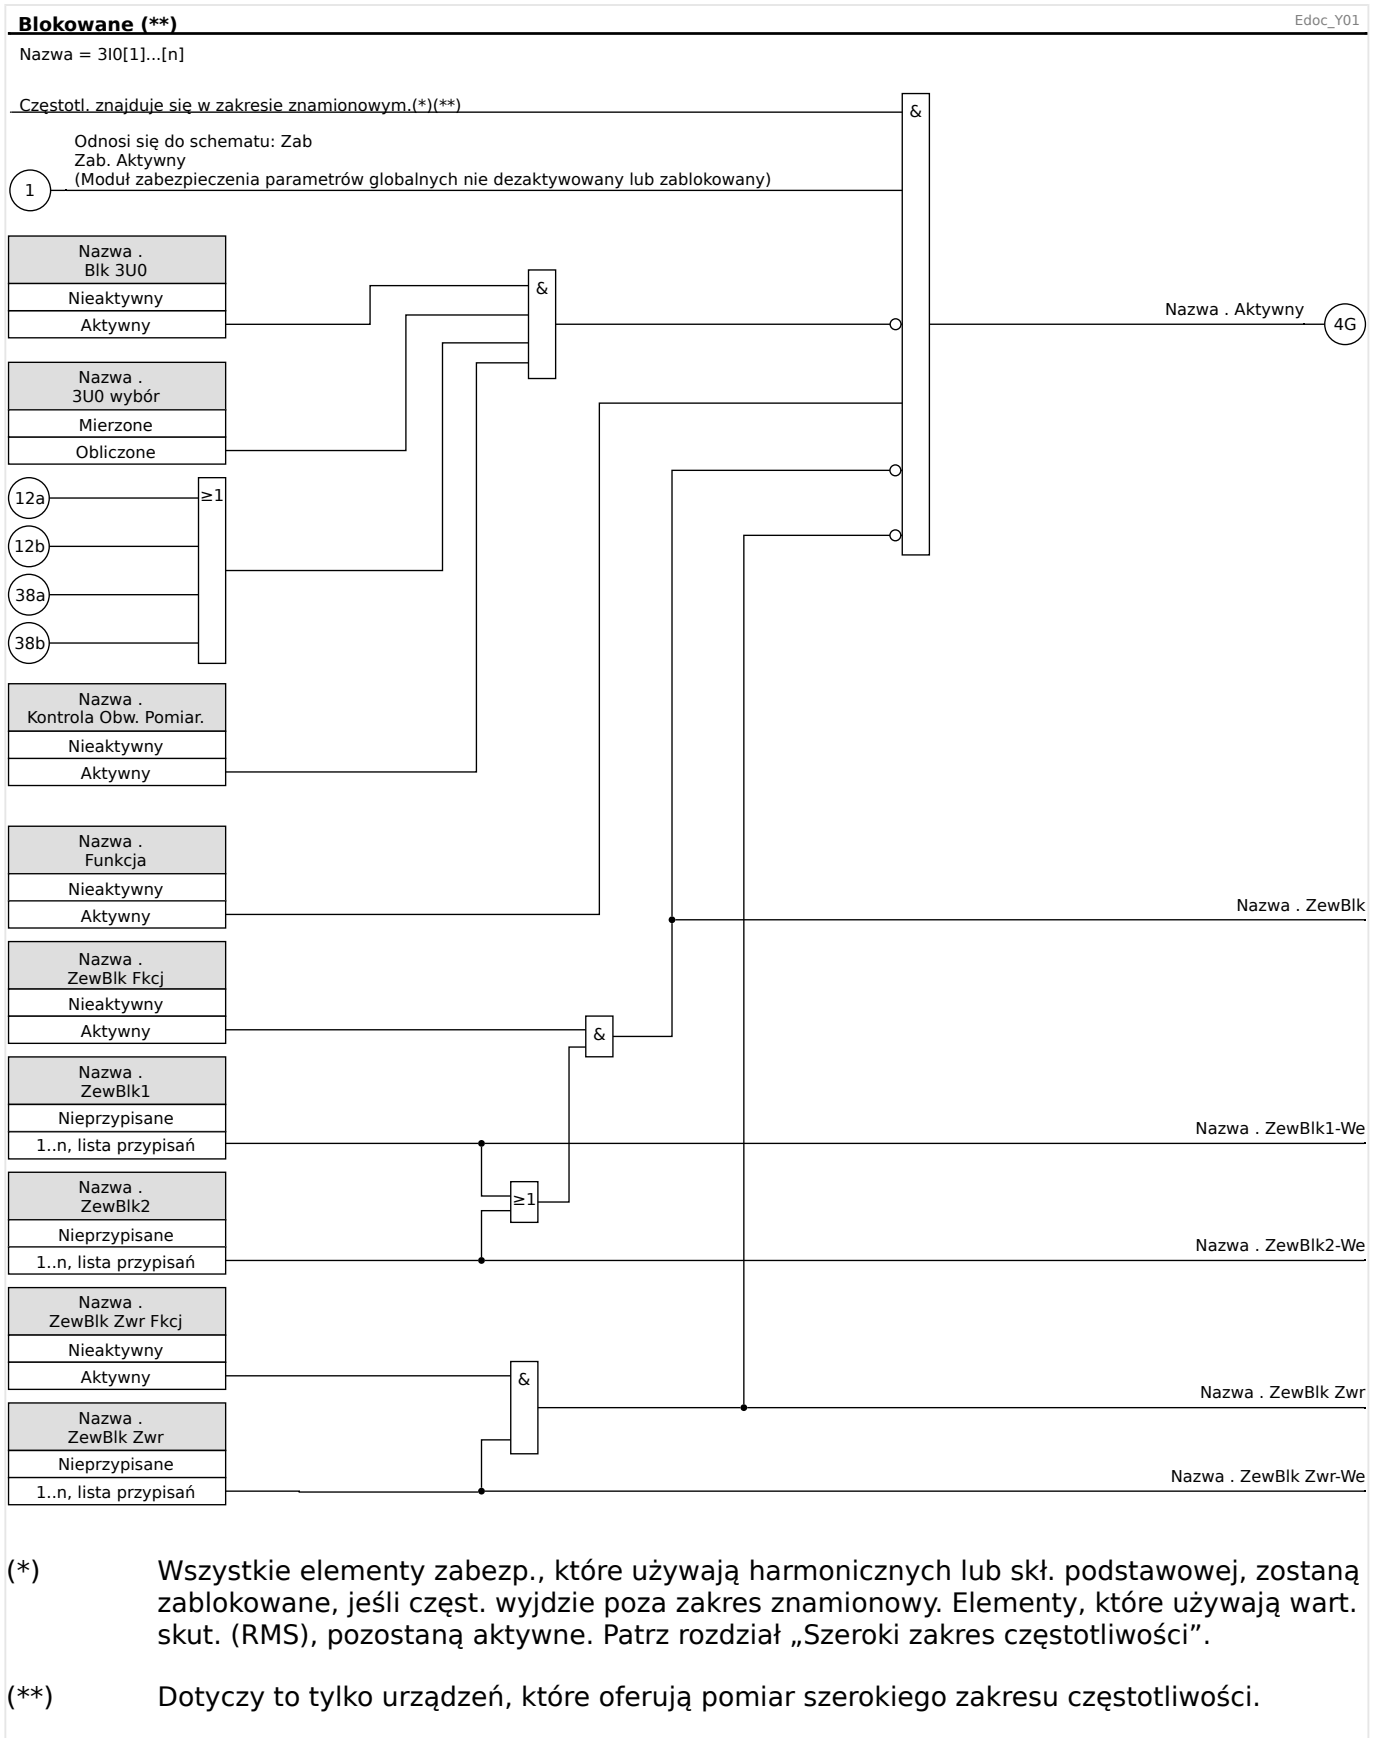 Blokowane (**)
Edoc_Y01
Nazwa = 3I0[1]...[n]
Częstotl. znajduje się w zakresie znamionowym.(*)(**)
&
Odnosi się do schematu: Zab
Zab. Aktywny
(Moduł zabezpieczenia parametrów globalnych nie dezaktywowany lub zablokowany)
1
Nazwa .
Blk 3U0
Nieaktywny
Aktywny
&
Nazwa . Aktywny
4G
Nazwa .
3U0 wybór
Mierzone
Obliczone
12a
≥1
12b
38a
38b
Nazwa .
Kontrola Obw. Pomiar.
Nieaktywny
Aktywny
Nazwa .
Funkcja
Nieaktywny
Aktywny
Nazwa . ZewBlk
Nazwa .
ZewBlk Fkcj
Nieaktywny
Aktywny
&
Nazwa .
ZewBlk1
Nieprzypisane
1..n, lista przypisań
Nazwa . ZewBlk1-We
Nazwa .
ZewBlk2
Nieprzypisane
1..n, lista przypisań
≥1
Nazwa . ZewBlk2-We
Nazwa .
ZewBlk Zwr Fkcj
Nieaktywny
Aktywny
&
Nazwa . ZewBlk Zwr
Nazwa .
ZewBlk Zwr
Nieprzypisane
1..n, lista przypisań
Nazwa . ZewBlk Zwr-We
(*) Wszystkie elementy zabezp., które używają harmonicznych lub skł. podstawowej, zostaną
zablokowane, jeśli częst. wyjdzie poza zakres znamionowy. Elementy, które używają wart.
skut. (RMS), pozostaną aktywne. Patrz rozdział „Szeroki zakres częstotliwości”.
(**) Dotyczy to tylko urządzeń, które oferują pomiar szerokiego zakresu częstotliwości.